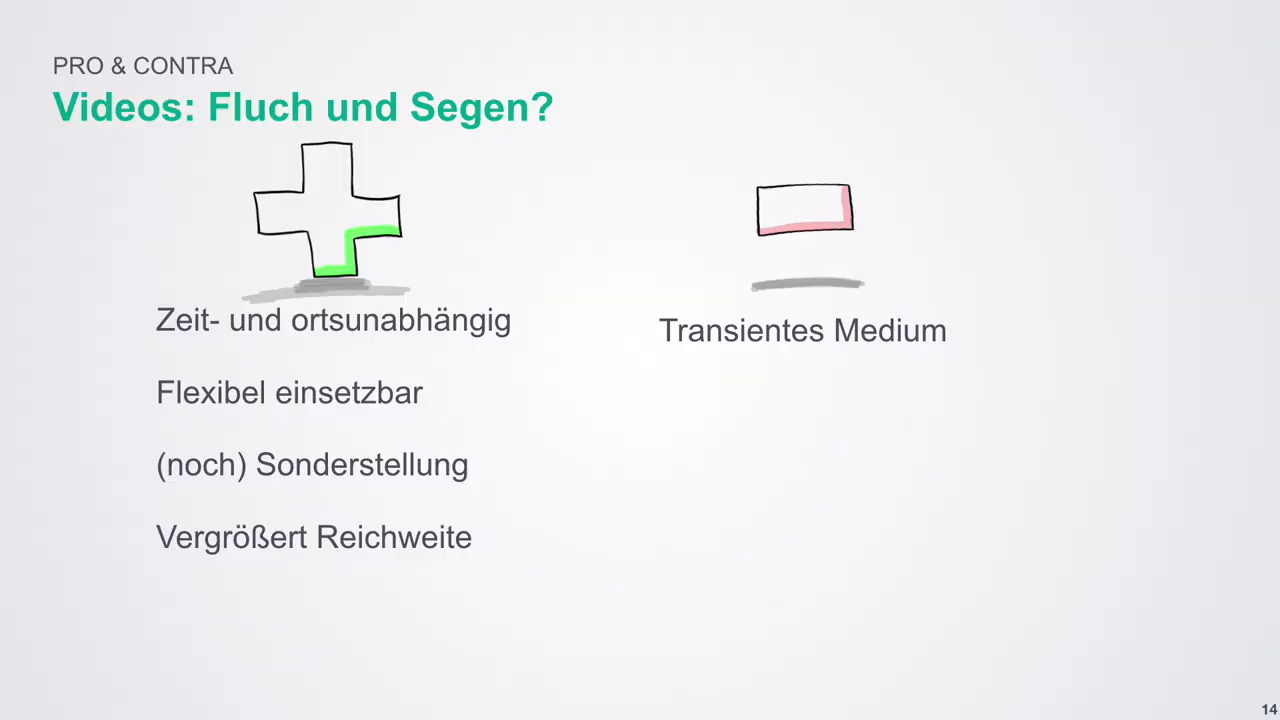 PRO & CONTRA
Videos: Fluch und Segen?
Zeit- und ortsunabhängig
Flexibel einsetzbar
(noch) Sonderstellung
Vergrößert Reichweite
Transientes Medium
14